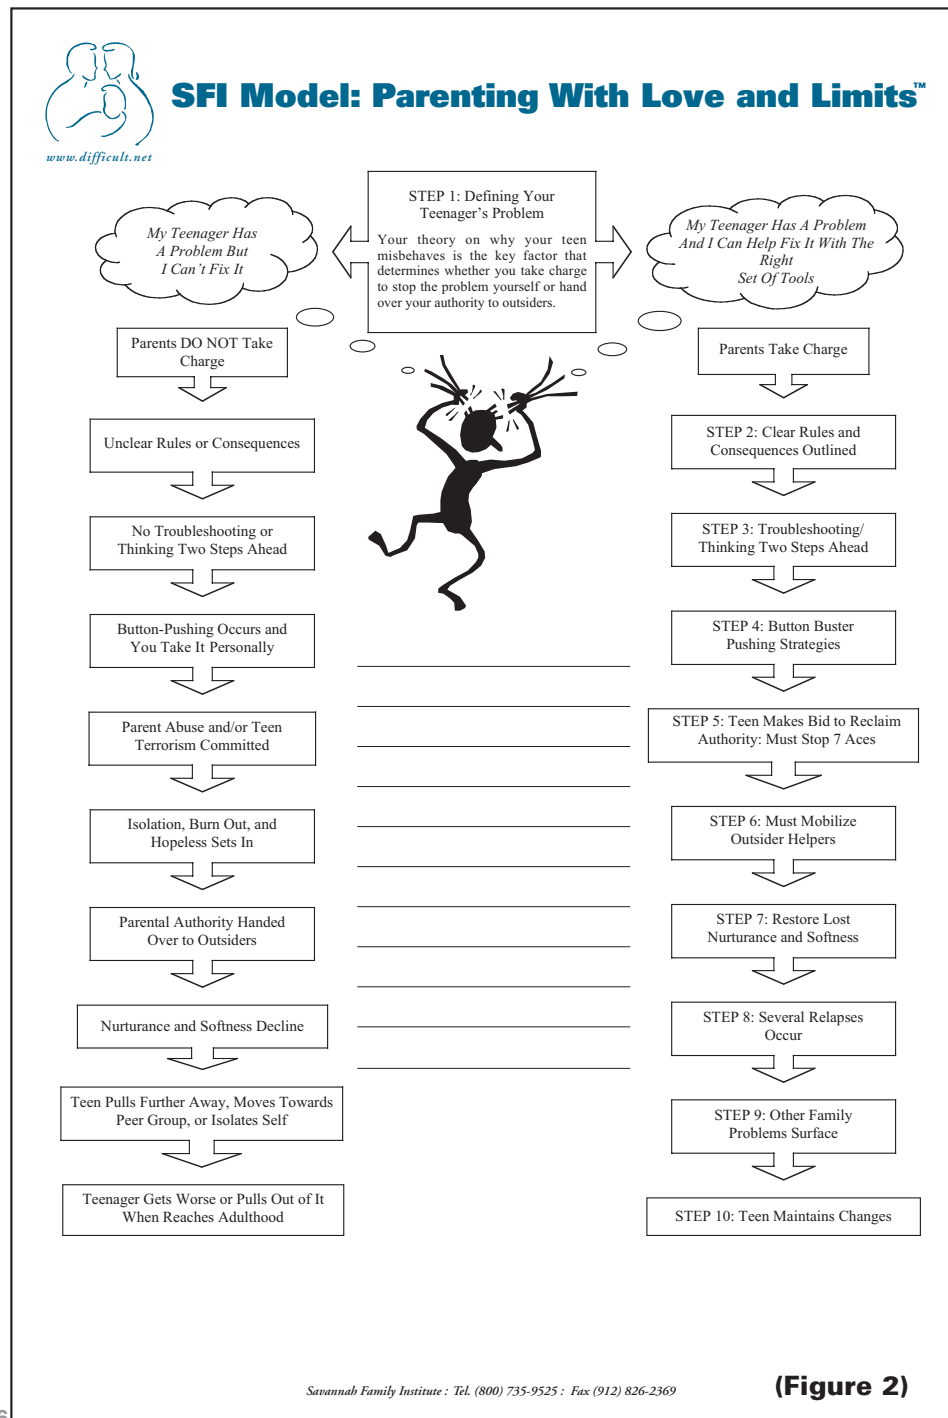 SFI Model: Parenting With Love and Limits™
www.difficult.net
STEP 1: Defining Your
Teenager's Problem
Your theory on why your teen
misbehaves is the key factor that
determines whether you take charge
to stop the problem yourself or hand
over your authority to outsiders.
My Teenager Has
A Problem But
I Can't Fix It
Parents DO NOT Take
Charge
Unclear Rules or Consequences
No Troubleshooting or
Thinking Two Steps Ahead
Button-Pushing Occurs and
You Take It Personally
Parent Abuse and/or Teen
Terrorism Committed
Isolation, Burn Out, and
Hopeless Sets In
Parental Authority Handed
Over to Outsiders
Nurturance and Softness Decline
Teen Pulls Further Away, Moves Towards
Peer Group, or Isolates Self
Teenager Gets Worse or Pulls Out of It
When Reaches Adulthood
My Teenager Has A Problem
And I Can Help Fix It With The
Right
Set Of Tools
Parents Take Charge
STEP 2: Clear Rules and
Consequences Outlined
STEP 3: Troubleshooting/
Thinking Two Steps Ahead
STEP 4: Button Buster
Pushing Strategies
STEP 5: Teen Makes Bid to Reclaim
Authority: Must Stop 7 Aces
STEP 6: Must Mobilize
Outsider Helpers
STEP 7: Restore Lost
Nurturance and Softness
STEP 8: Several Relapses
Occur
STEP 9: Other Family
Problems Surface
STEP 10: Teen Maintains Changes
Savannah Family Institute : Tel. (800) 735-9525 : Fax (912) 826-2369
(Figure 2)